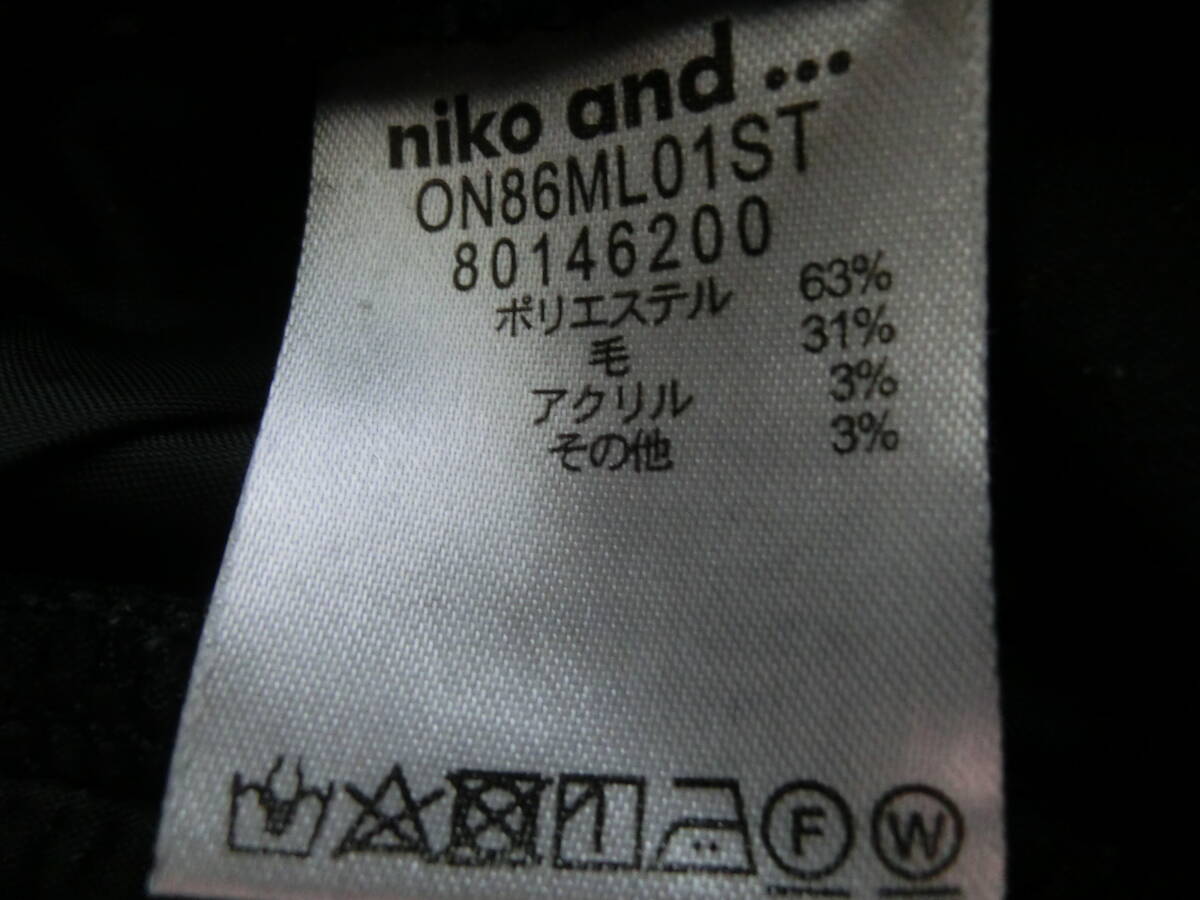 niko and ...
ON86ML01ST
80146200
ポリエステル 63%
毛 31%
アクリル 3%
その他 3%
F W